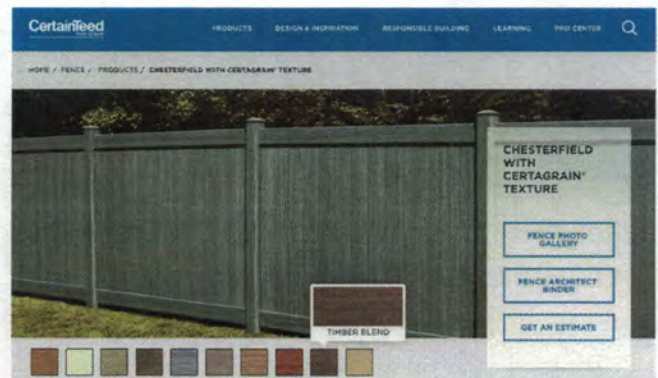 CertainTeed
PRODUCTS DESIGN & INSPIRATION RESPONSIBLE BUILDING LEARNING PRO CENTER
HOME / FENCE / PRODUCTS / CHESTERFIELD WITH CERTAGRAIN® TEXTURE
CHESTERFIELD
WITH
CERTAGRAIN®
TEXTURE
FENCE PHOTO
GALLERY
FENCE ARCHITECT
BINDER
GET AN ESTIMATE
TIMBER BLEND